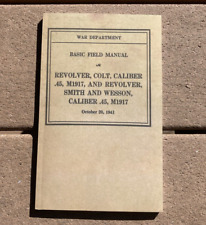 WAR DEPARTMENT
BASIC FIELD MANUAL
REVOLVER, COLT, CALIBER
.45, M1917, AND REVOLVER,
SMITH AND WESSON,
CALIBER .45, M1917
October 20, 1941